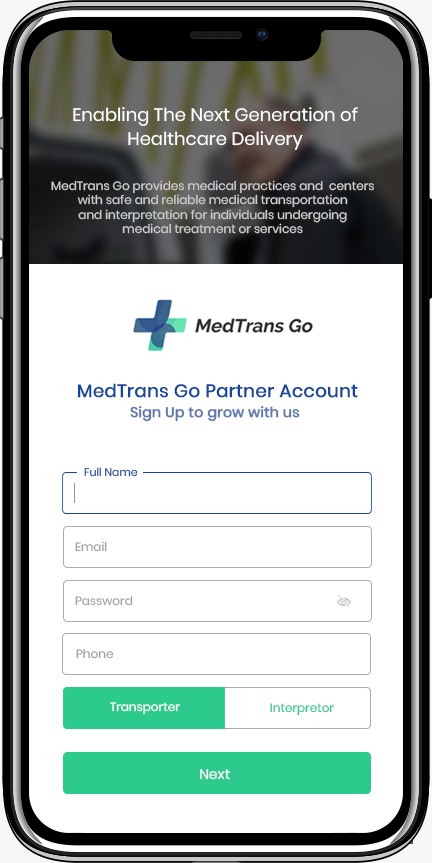 Enabling The Next Generation of
Healthcare Delivery
MedTrans Go provides medical practices and centers
with safe and reliable medical transportation
and interpretation for individuals undergoing
medical treatment or services
MedTrans Go
MedTrans Go Partner Account
Sign Up to grow with us
Full Name
Email
Password
Phone
Transporter Interpretor
Next